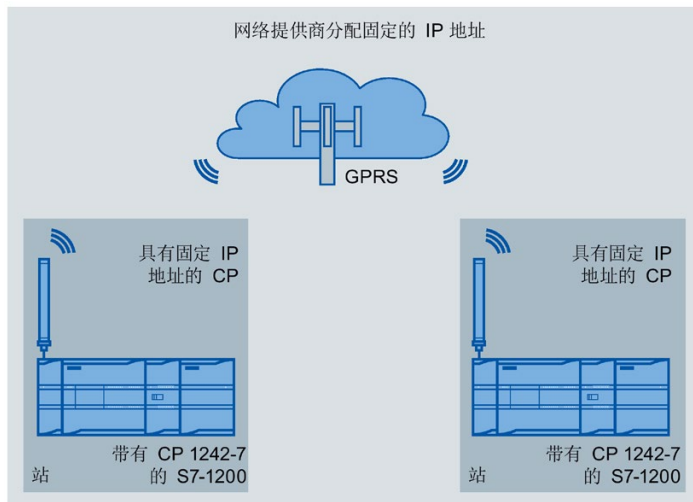 网络提供商分配固定的 IP 地址
GPRS
具有固定 IP
地址的 CP
带有 CP 1242-7
站 的 S7-1200
具有固定 IP
地址的 CP
带有 CP 1242-7
站 的 S7-1200